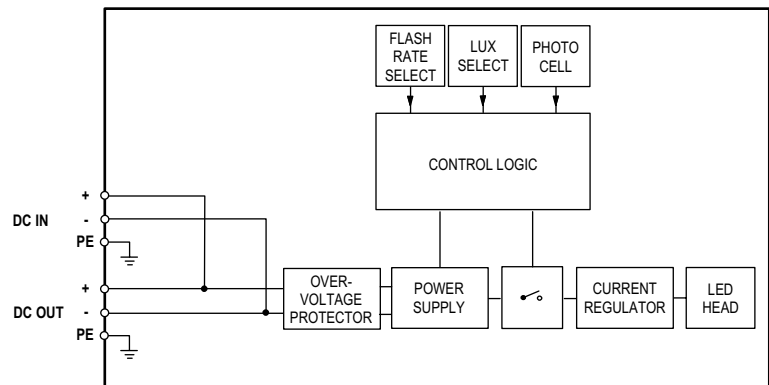 FLASH
RATE
SELECT
LUX
SELECT
PHOTO
CELL
CONTROL LOGIC
DC IN
+
-
PE
DC OUT
+
-
PE
OVER-
VOLTAGE
PROTECTOR
POWER
SUPPLY
CURRENT
REGULATOR
LED
HEAD